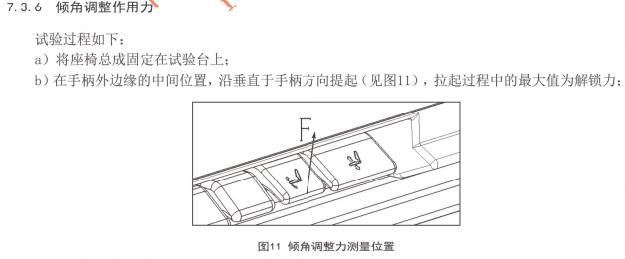 7.3.6 倾角调整作用力
试验过程如下：
a）将座椅总成固定在试验台上；
b）在手柄外边缘的中间位置，沿垂直于手柄方向提起（见图11），拉起过程中的最大值为解锁力；
F
图11 倾角调整力测量位置